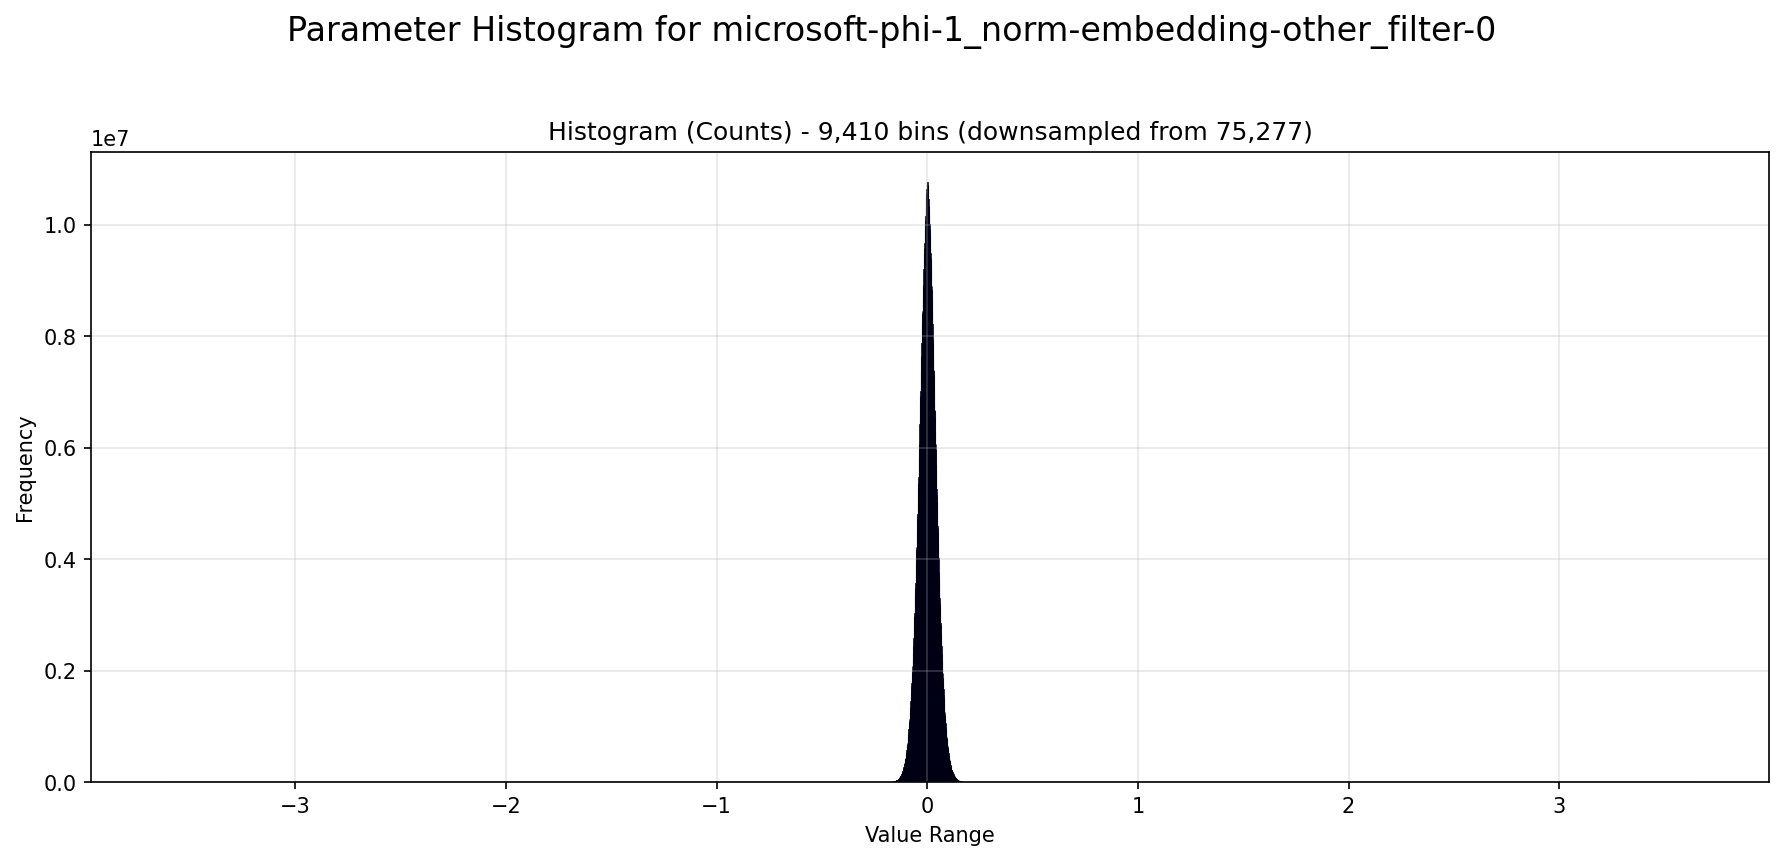 Parameter Histogram for microsoft-phi-1_norm-embedding-other_filter-0
Histogram (Counts) - 9,410 bins (downsampled from 75,277)
1e7
1.0
0.8
0.6
0.4
0.2
0.0
Frequency
−3 −2 −1 0 1 2 3
Value Range